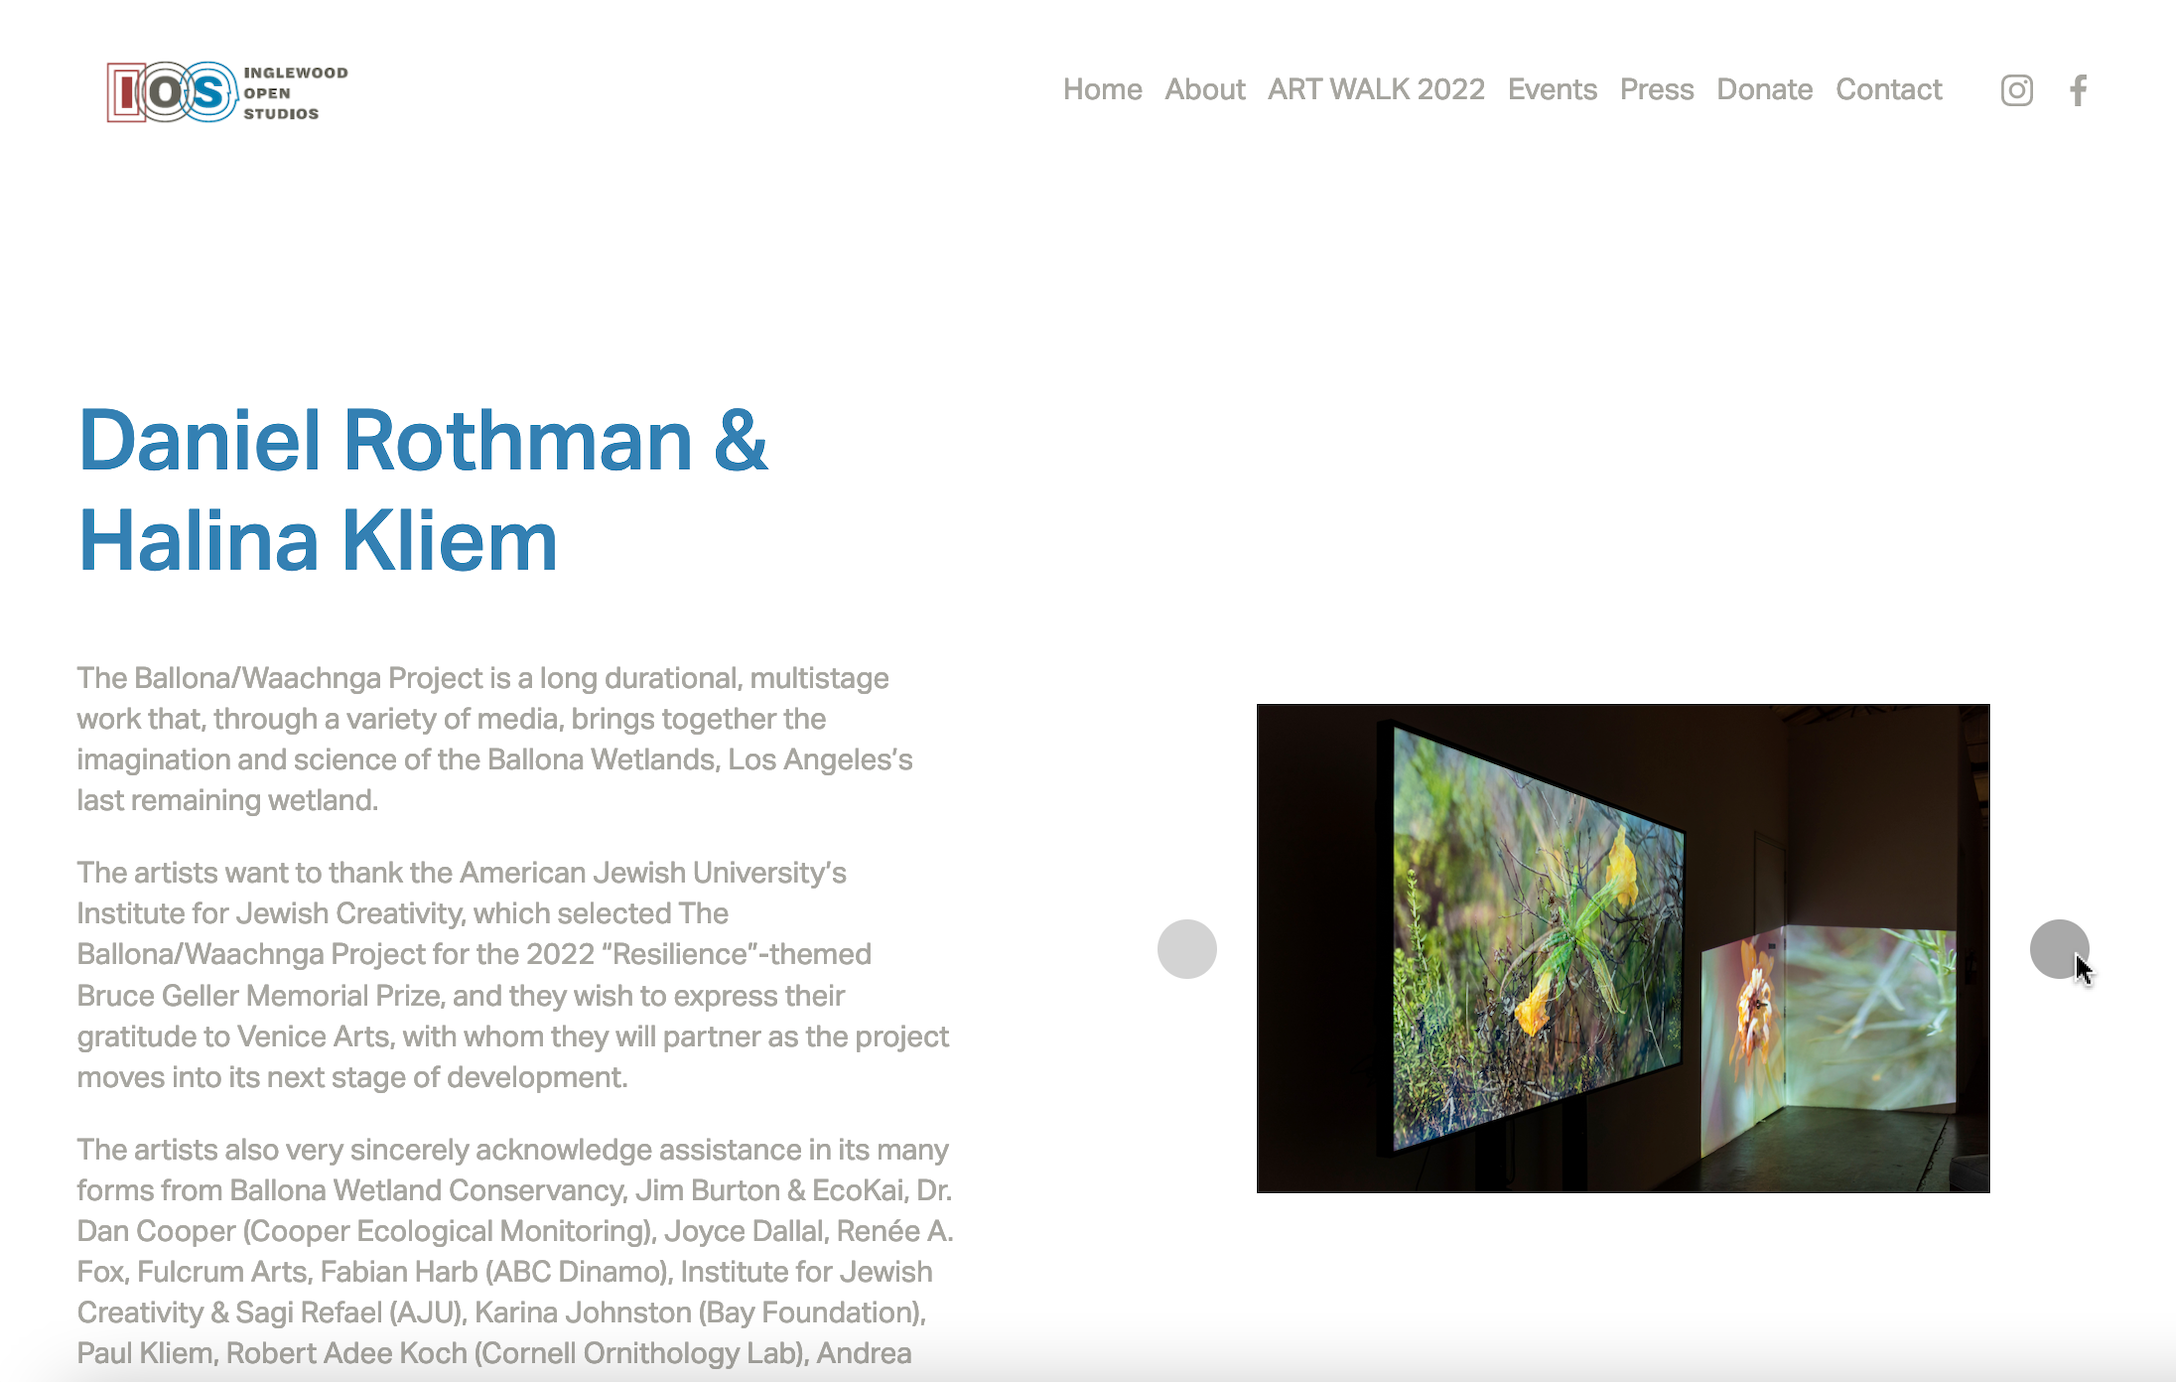 IOS
INGLEWOOD
OPEN
STUDIOS
Home About ART WALK 2022 Events Press Donate Contact
Daniel Rothman &
Halina Kliem
The Ballona/Waachnga Project is a long durational, multistage
work that, through a variety of media, brings together the
imagination and science of the Ballona Wetlands, Los Angeles’s
last remaining wetland.
The artists want to thank the American Jewish University’s
Institute for Jewish Creativity, which selected The
Ballona/Waachnga Project for the 2022 “Resilience”-themed
Bruce Geller Memorial Prize, and they wish to express their
gratitude to Venice Arts, with whom they will partner as the project
moves into its next stage of development.
The artists also very sincerely acknowledge assistance in its many
forms from Ballona Wetland Conservancy, Jim Burton & EcoKai, Dr.
Dan Cooper (Cooper Ecological Monitoring), Joyce Dallal, Renée A.
Fox, Fulcrum Arts, Fabian Harb (ABC Dinamo), Institute for Jewish
Creativity & Sagi Refael (AJU), Karina Johnston (Bay Foundation),
Paul Kliem, Robert Adee Koch (Cornell Ornithology Lab), Andrea